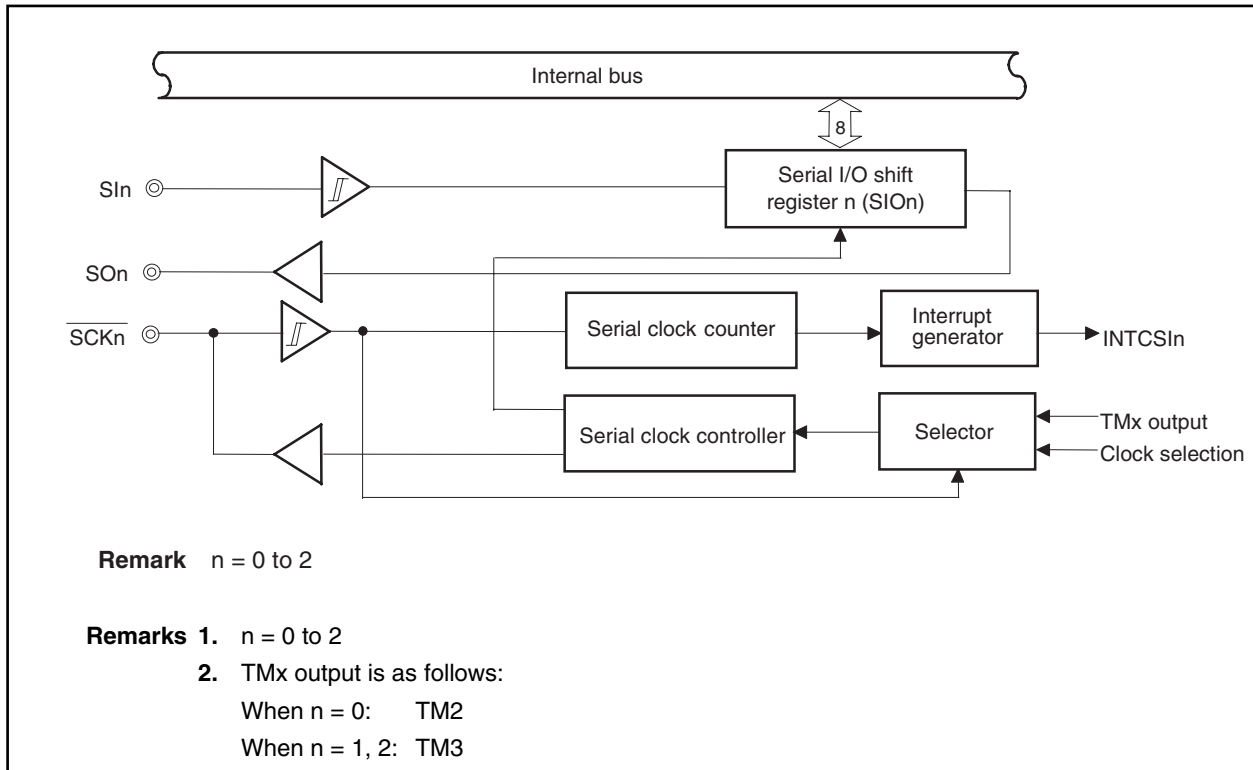 Internal bus
8
SIn
Serial I/O shift
register n (SIOn)
SOn
SCKn
Serial clock counter
Interrupt
generator
INTCSIn
Serial clock controller
Selector
TMx output
Clock selection
Remark n = 0 to 2
Remarks 1. n = 0 to 2
2. TMx output is as follows:
When n = 0: TM2
When n = 1, 2: TM3